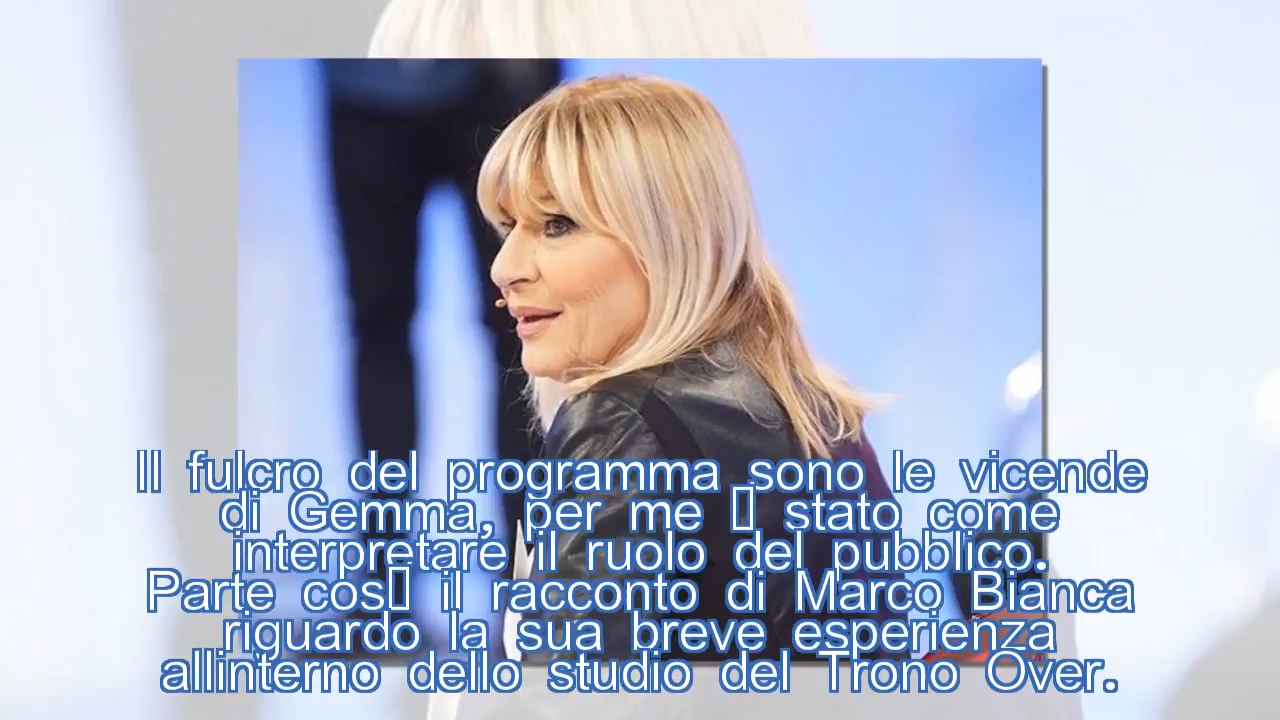 Il fulcro del programma sono le vicende
di Gemma, per me ▯ stato come
interpretare il ruolo del pubblico.
Parte cos▯ il racconto di Marco Bianca
riguardo la sua breve esperienza
allinterno dello studio del Trono Over.